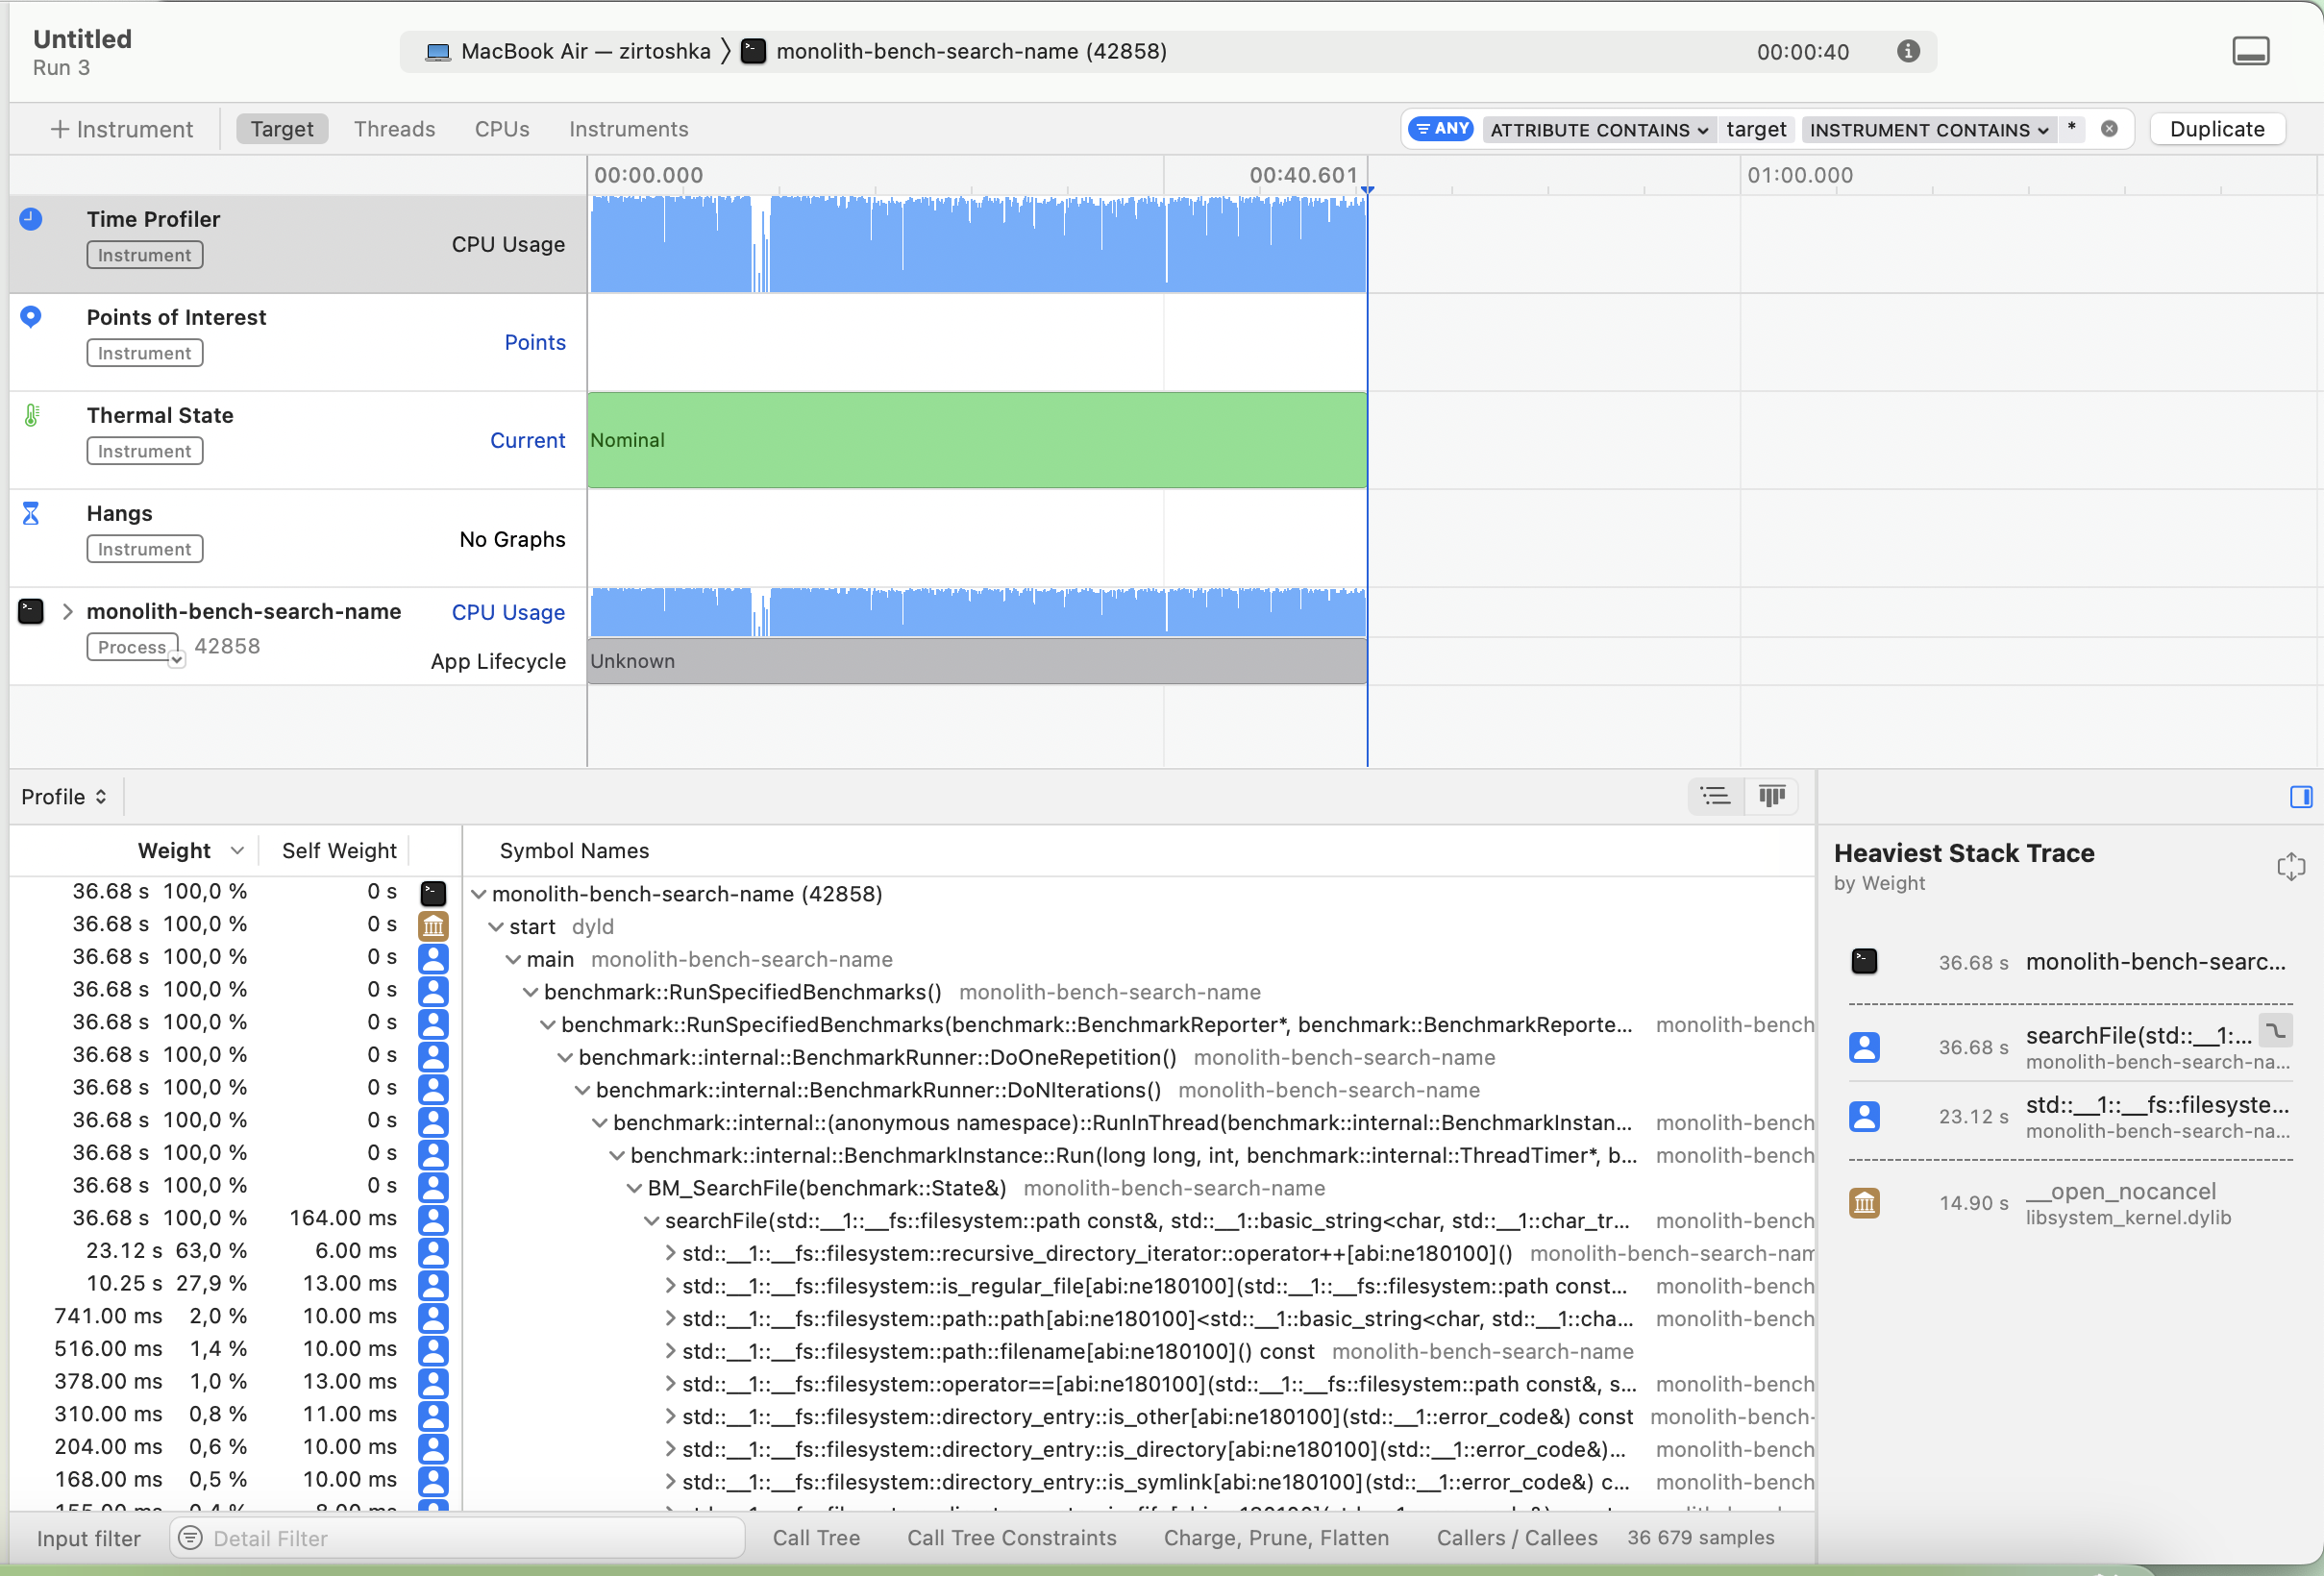 Untitled
Run 3
MacBook Air — zirtoshka
monolith-bench-search-name (42858)
00:00:40
Instrument
Target
Threads
CPUs
Instruments
ANY
ATTRIBUTE CONTAINS
target
INSTRUMENT CONTAINS
*
Duplicate
00:00.000
00:40.601
01:00.000
Time Profiler
Instrument
CPU Usage
Points of Interest
Instrument
Points
Thermal State
Instrument
Current
Nominal
Hangs
Instrument
No Graphs
monolith-bench-search-name
CPU Usage
Process
42858
App Lifecycle
Unknown
Profile
Weight Self Weight Symbol Names
36.68 s 100,0 % 0 s monolith-bench-search-name (42858)
36.68 s 100,0 % 0 s start dyld
36.68 s 100,0 % 0 s main monolith-bench-search-name
36.68 s 100,0 % 0 s benchmark::RunSpecifiedBenchmarks() monolith-bench-search-name
36.68 s 100,0 % 0 s benchmark::RunSpecifiedBenchmarks(benchmark::BenchmarkReporter*, benchmark::BenchmarkReporte... monolith-bench
36.68 s 100,0 % 0 s benchmark::internal::BenchmarkRunner::DoOneRepetition() monolith-bench-search-name
36.68 s 100,0 % 0 s benchmark::internal::BenchmarkRunner::DoNIterations() monolith-bench-search-name
36.68 s 100,0 % 0 s benchmark::internal::(anonymous namespace)::RunInThread(benchmark::internal::BenchmarkInstan... monolith-bench
36.68 s 100,0 % 0 s benchmark::internal::BenchmarkInstance::Run(long long, int, benchmark::internal::ThreadTimer*, b... monolith-bench
36.68 s 100,0 % 0 s BM_SearchFile(benchmark::State&) monolith-bench-search-name
36.68 s 100,0 % 164.00 ms searchFile(std::__1::__fs::filesystem::path const&, std::__1::basic_string<char, std::__1::char_tr... monolith-bench
23.12 s 63,0 % 6.00 ms std::__1::__fs::filesystem::recursive_directory_iterator::operator++[abi:ne180100]() monolith-bench-search-nam
10.25 s 27,9 % 13.00 ms std::__1::__fs::filesystem::is_regular_file[abi:ne180100](std::__1::__fs::filesystem::path const... monolith-bench
741.00 ms 2,0 % 10.00 ms std::__1::__fs::filesystem::path::path[abi:ne180100]<std::__1::basic_string<char, std::__1::cha... monolith-bench
516.00 ms 1,4 % 10.00 ms std::__1::__fs::filesystem::path::filename[abi:ne180100]() const monolith-bench-search-name
378.00 ms 1,0 % 13.00 ms std::__1::__fs::filesystem::operator==[abi:ne180100](std::__1::__fs::filesystem::path const&, s... monolith-bench
310.00 ms 0,8 % 11.00 ms std::__1::__fs::filesystem::directory_entry::is_other[abi:ne180100](std::__1::error_code&) const monolith-bench-
204.00 ms 0,6 % 10.00 ms std::__1::__fs::filesystem::directory_entry::is_directory[abi:ne180100](std::__1::error_code&)... monolith-bench
168.00 ms 0,5 % 10.00 ms std::__1::__fs::filesystem::directory_entry::is_symlink[abi:ne180100](std::__1::error_code&) c... monolith-bench
Heaviest Stack Trace
by Weight
36.68 s monolith-bench-searc...
36.68 s searchFile(std::__1:...
monolith-bench-search-na...
23.12 s std::__1::__fs::filesyste...
monolith-bench-search-na...
14.90 s __open_nocancel
libsystem_kernel.dylib
Input filter
Detail Filter
Call Tree
Call Tree Constraints
Charge, Prune, Flatten
Callers / Callees
36 679 samples